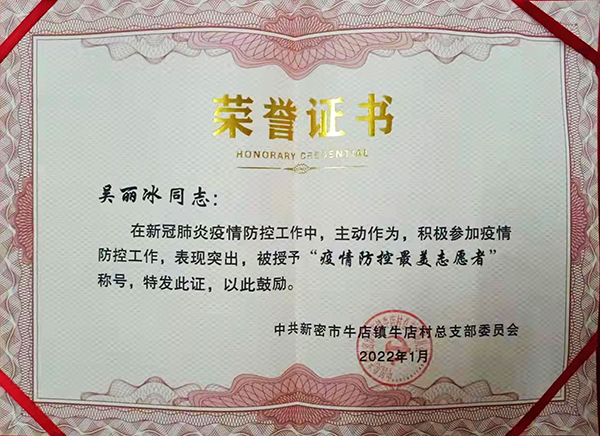 荣誉证书
HONORARY CREDENTIAL
吴丽冰同志：
在新冠肺炎疫情防控工作中，主动作为，积极参加疫情
防控工作，表现突出，被授予“疫情防控最美志愿者”
称号，特发此证，以此鼓励。
中共新密市牛店镇牛店村总支部委员会
2022年1月